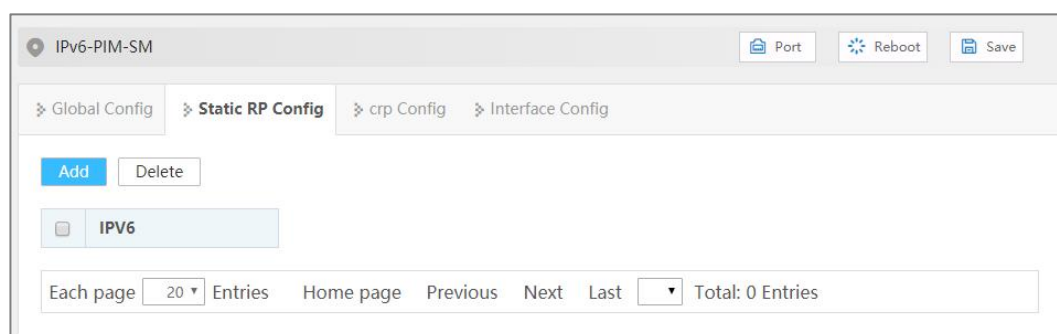 IPv6-PIM-SM Port Reboot Save
Global Config Static RP Config crp Config Interface Config
Add Delete
IPV6
Each page 20 Entries Home page Previous Next Last Total: 0 Entries